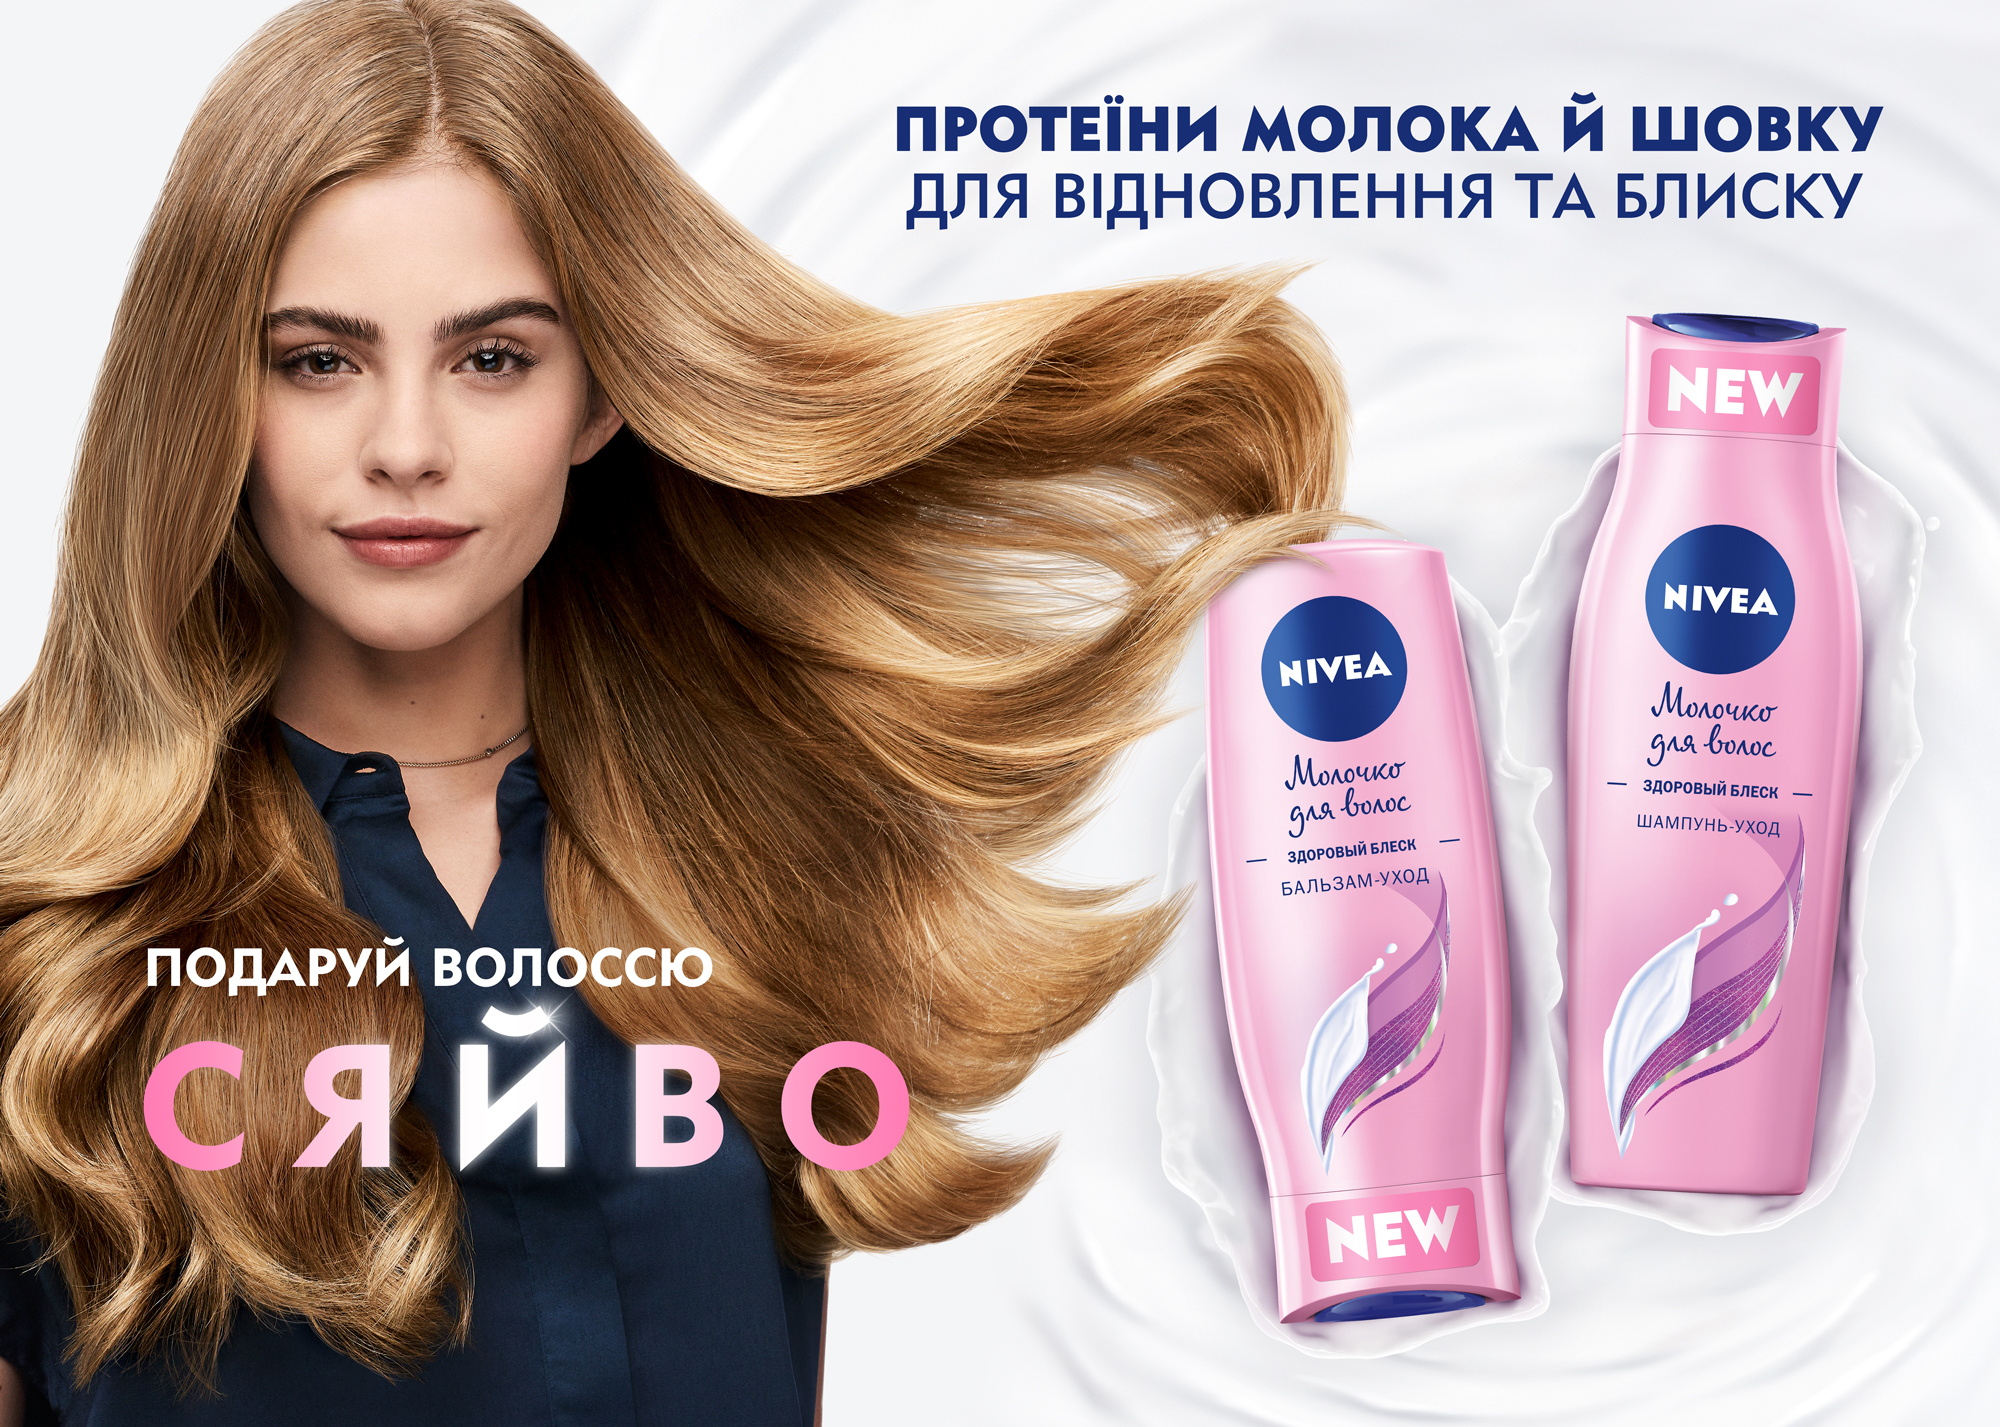 ПРОТЕЇНИ МОЛОКА Й ШОВКУ
ДЛЯ ВІДНОВЛЕННЯ ТА БЛИСКУ
NEW
NIVEA
Молочко
для волос
ЗДОРОВЫЙ БЛЕСК
ШАМПУНЬ-УХОД
NIVEA
Молочко
для волос
ЗДОРОВЫЙ БЛЕСК
БАЛЬЗАМ-УХОД
NEW
ПОДАРУЙ ВОЛОССЮ
СЯЙВО